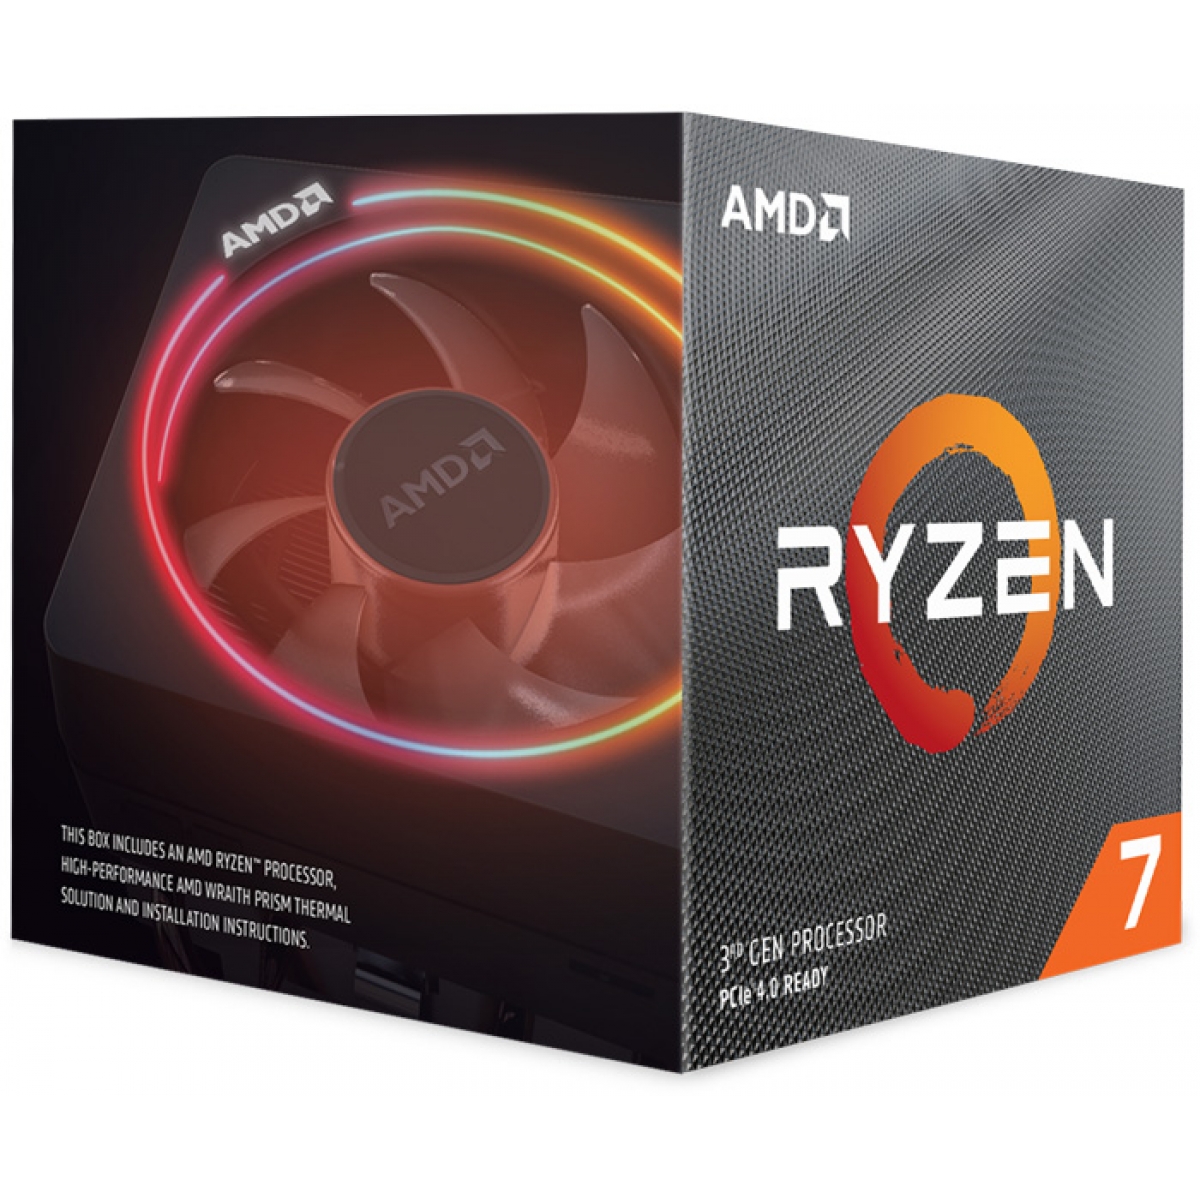 AMD
AMD
THIS BOX INCLUDES AN AMD RYZEN™ PROCESSOR,
HIGH-PERFORMANCE AMD WRAITH PRISM THERMAL
SOLUTION AND INSTALLATION INSTRUCTIONS.
AMD
RYZEN
7
3RD GEN PROCESSOR
PCIe 4.0 READY